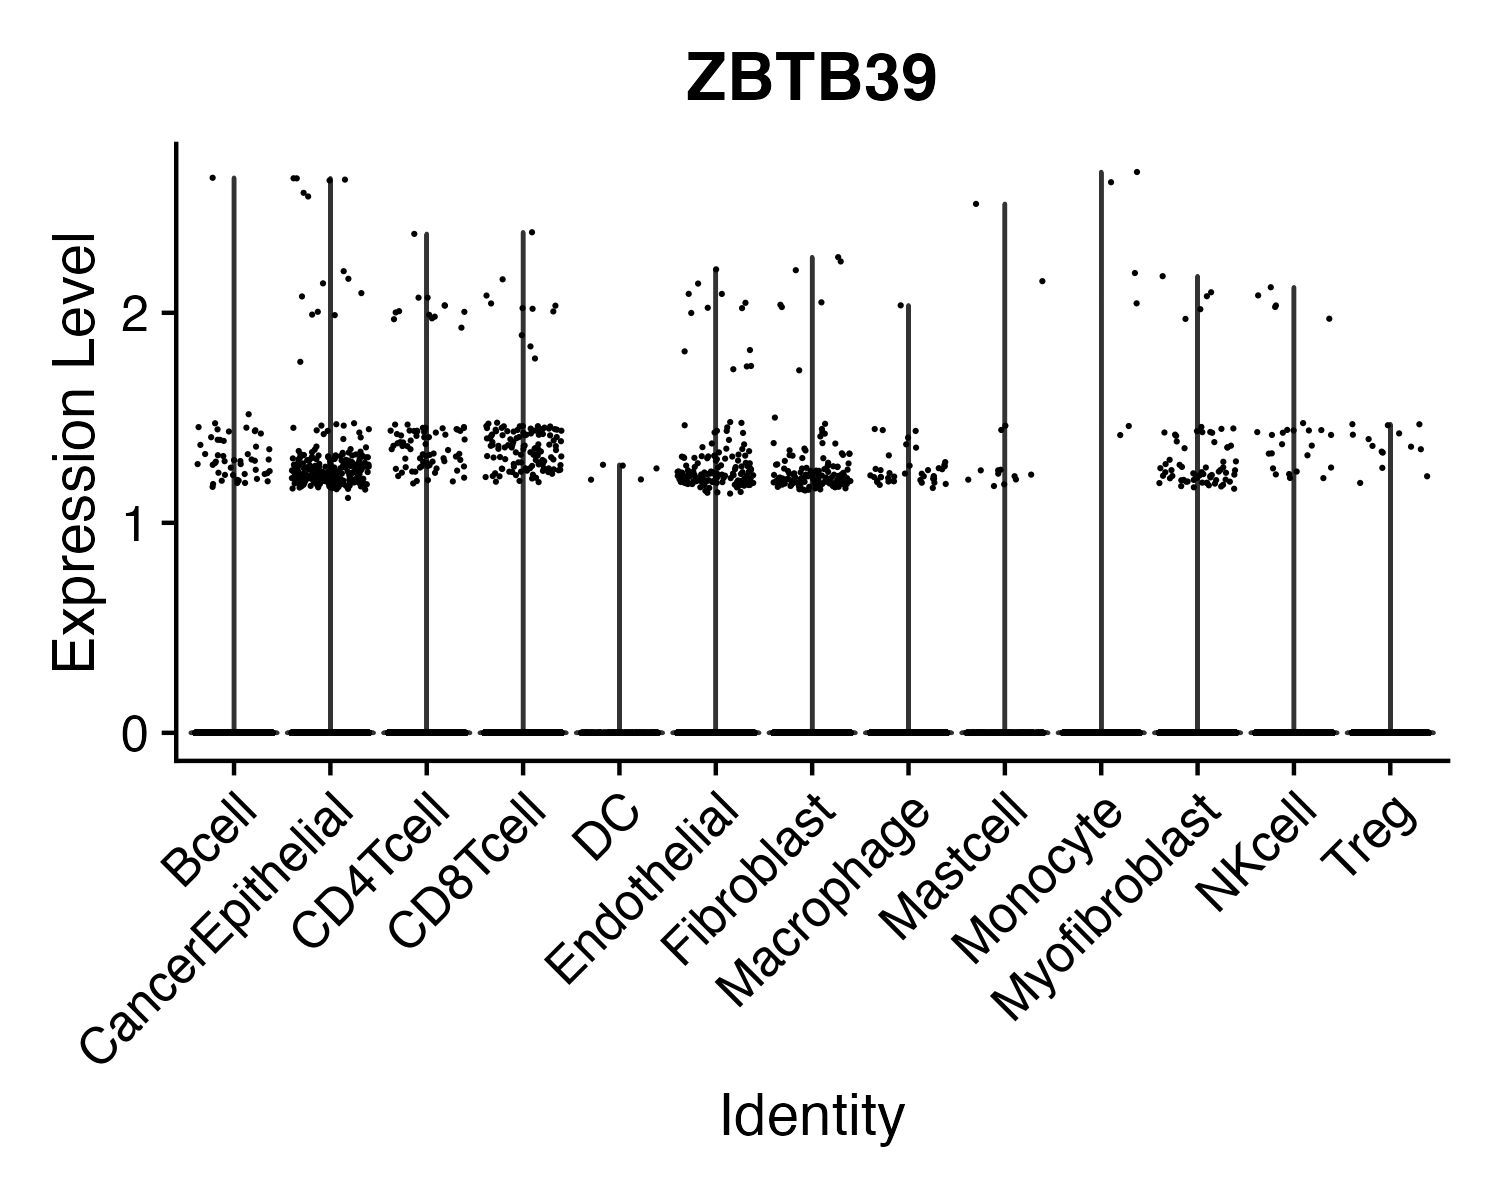 ZBTB39
Expression Level
2
1
0
Bcell
CancerEpithelial
CD4Tcell
CD8Tcell
DC
Endothelial
Fibroblast
Macrophage
Mastcell
Monocyte
Myofibroblast
NKcell
Treg
Identity